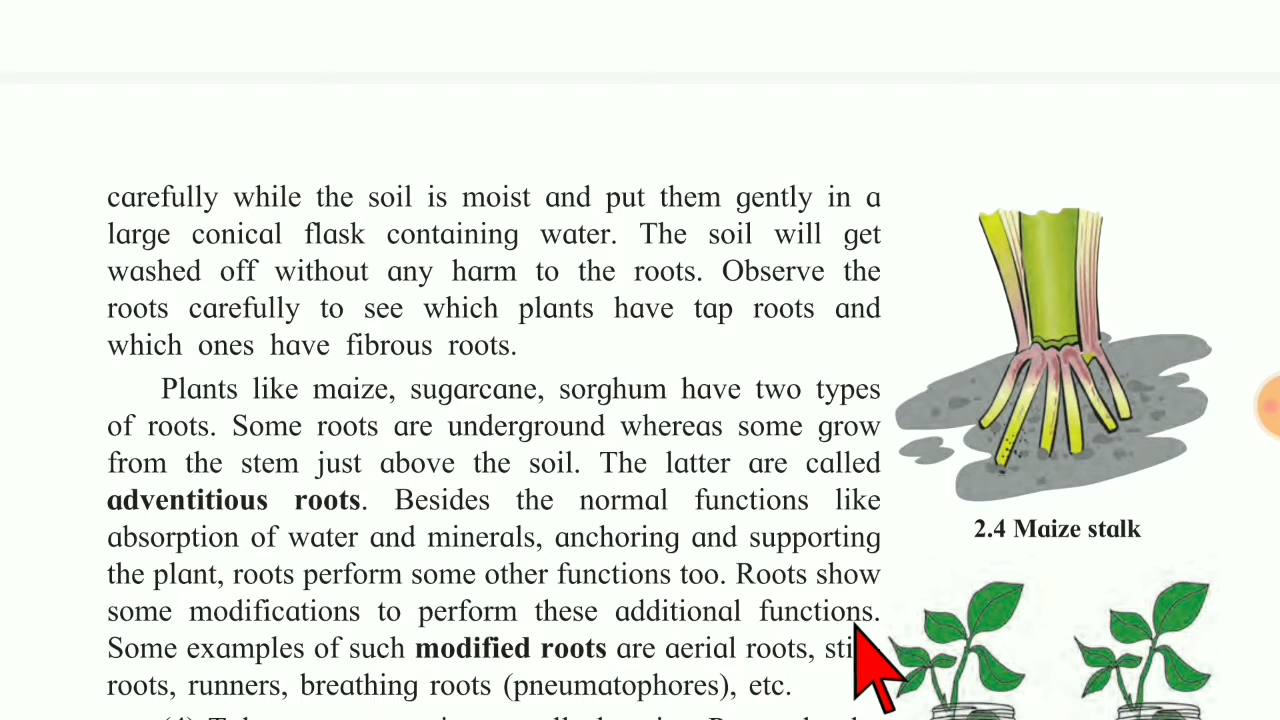 carefully while the soil is moist and put them gently in a
large conical flask containing water. The soil will get
washed off without any harm to the roots. Observe the
roots carefully to see which plants have tap roots and
which ones have fibrous roots.
Plants like maize, sugarcane, sorghum have two types
of roots. Some roots are underground whereas some grow
from the stem just above the soil. The latter are called
adventitious roots. Besides the normal functions like
absorption of water and minerals, anchoring and supporting
the plant, roots perform some other functions too. Roots show
some modifications to perform these additional functions.
Some examples of such modified roots are aerial roots,
roots, runners, breathing roots (pneumatophores), etc.
2.4 Maize stalk